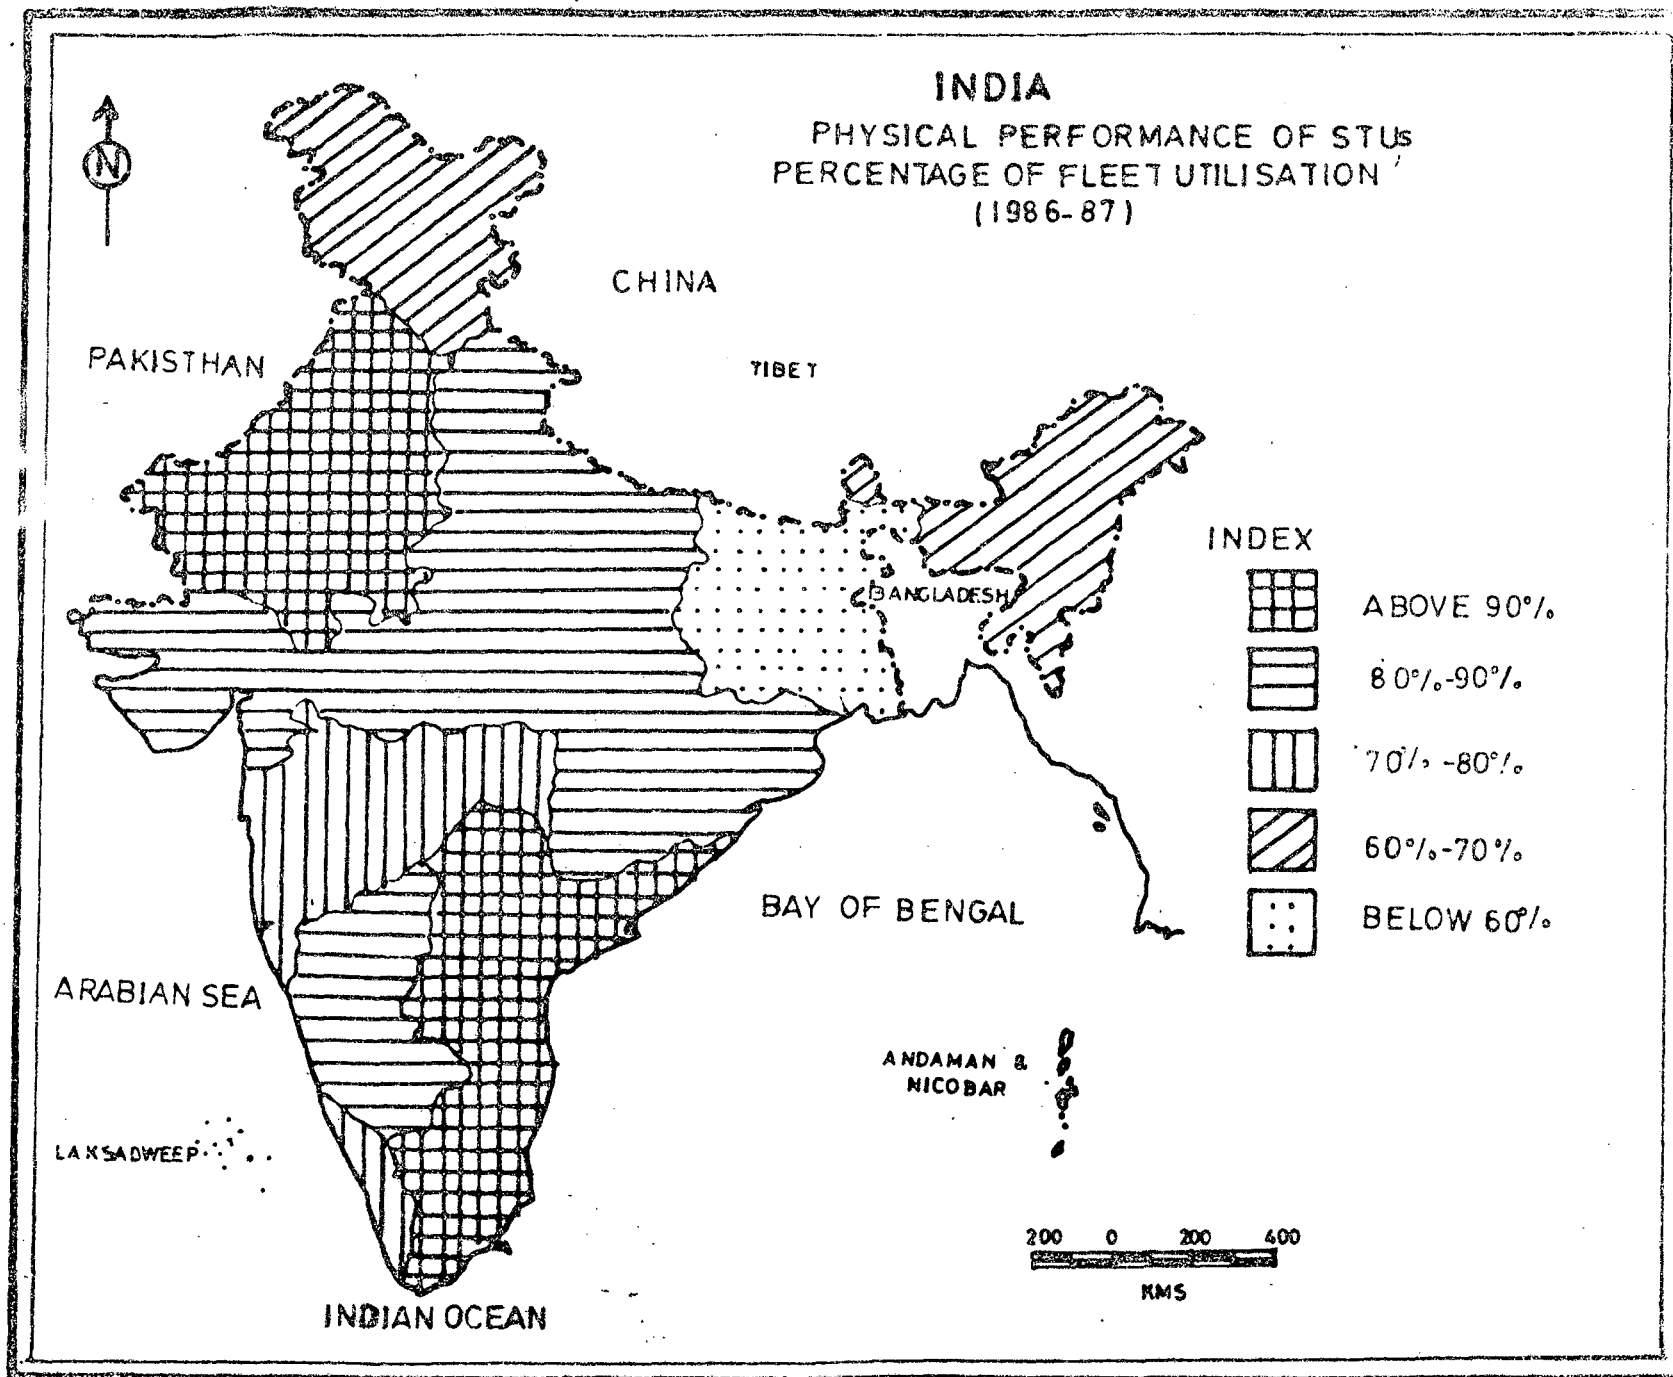 INDIA
PHYSICAL PERFORMANCE OF STUs
PERCENTAGE OF FLEET UTILISATION
(1986-87)
N
CHINA
PAKISTHAN
TIBET
BANGLADESH
INDEX
ABOVE 90%
80%-90%
70%-80%
60%-70%
BELOW 60%
BAY OF BENGAL
ARABIAN SEA
ANDAMAN &
NICOBAR
LAKSADWEEP
INDIAN OCEAN
200 0 200 400
KMS